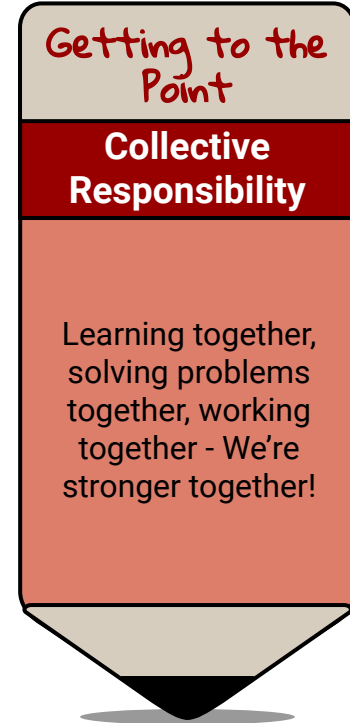 Getting to the
Point
Collective
Responsibility
Learning together,
solving problems
together, working
together - We’re
stronger together!